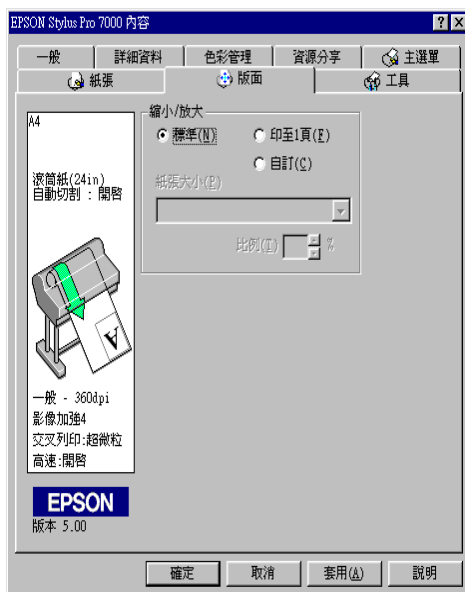 EPSON Stylus Pro 7000 內容
一般 詳細資料 色彩管理 資源分享 主選單
紙張 版面 工具
A4
滾筒紙(24in)
自動切割 : 開啓
縮小/放大
標準(N) 印至1頁(F)
自訂(C)
紙張大小(P)
比例(T) %
A
一般 - 360dpi
影像加強4
交叉列印:超微粒
高速:開啓
EPSON
版本 5.00
確定 取消 套用(A) 説明